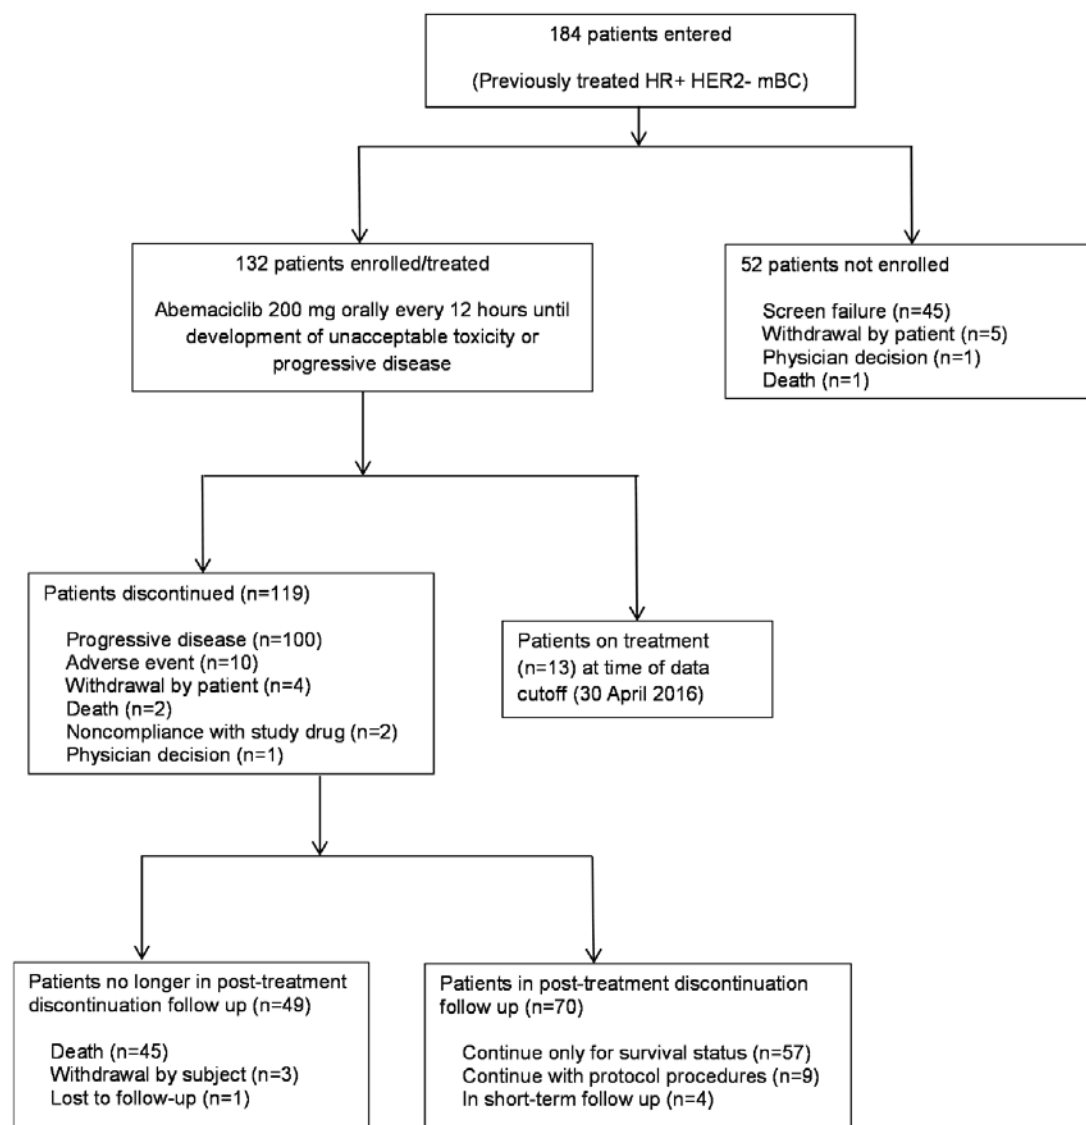 184 patients entered
(Previously treated HR+ HER2- mBC)
132 patients enrolled/treated
Abemaciclib 200 mg orally every 12 hours until
development of unacceptable toxicity or
progressive disease
52 patients not enrolled
Screen failure (n=45)
Withdrawal by patient (n=5)
Physician decision (n=1)
Death (n=1)
Patients discontinued (n=119)
Progressive disease (n=100)
Adverse event (n=10)
Withdrawal by patient (n=4)
Death (n=2)
Noncompliance with study drug (n=2)
Physician decision (n=1)
Patients on treatment
(n=13) at time of data
cutoff (30 April 2016)
Patients no longer in post-treatment
discontinuation follow up (n=49)
Death (n=45)
Withdrawal by subject (n=3)
Lost to follow-up (n=1)
Patients in post-treatment discontinuation
follow up (n=70)
Continue only for survival status (n=57)
Continue with protocol procedures (n=9)
In short-term follow up (n=4)